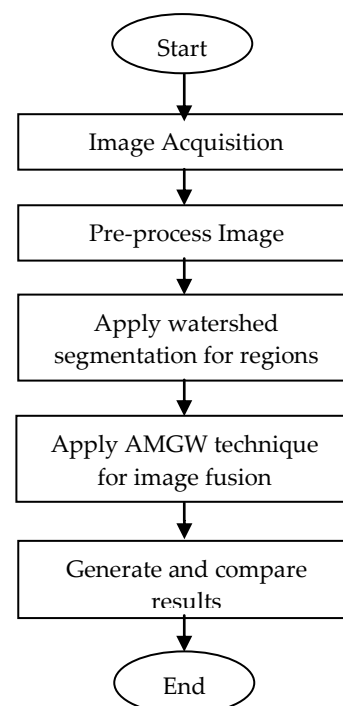 Start
Image Acquisition
Pre-process Image
Apply watershed
segmentation for regions
Apply AMGW technique
for image fusion
Generate and compare
results
End